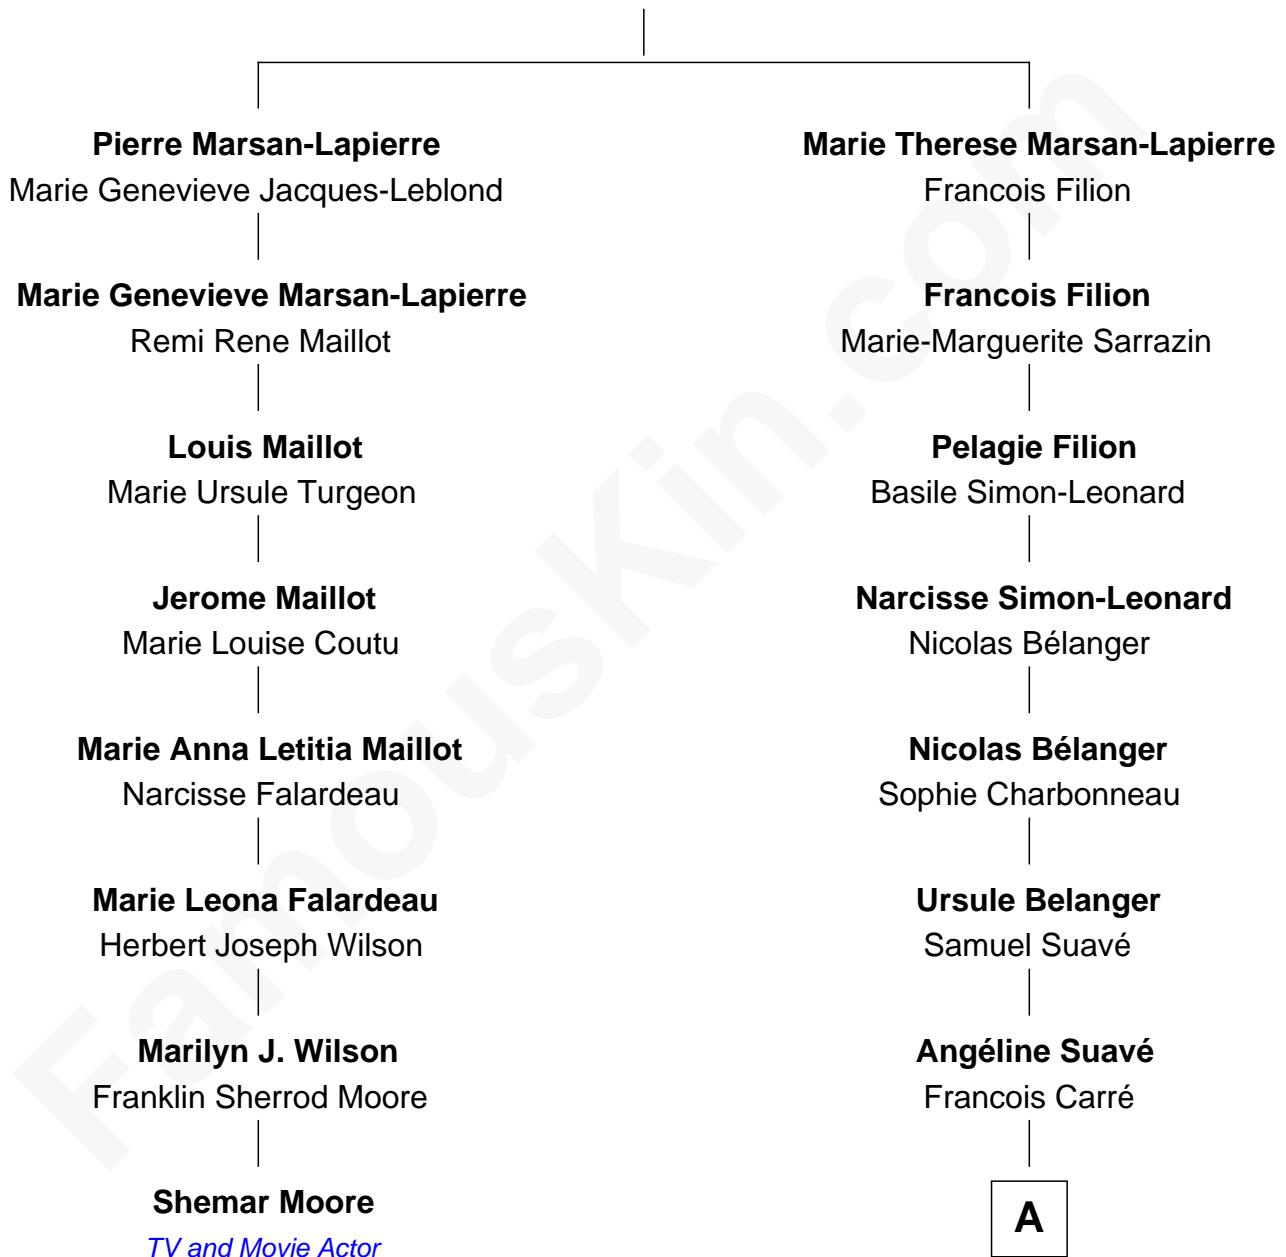 Pierre Marsan-Lapierre
Marie Genevieve Jacques-Leblond
Marie Genevieve Marsan-Lapierre
Remi Rene Maillot
Louis Maillot
Marie Ursule Turgeon
Jerome Maillot
Marie Louise Coutu
Marie Anna Letitia Maillot
Narcisse Falardeau
Marie Leona Falardeau
Herbert Joseph Wilson
Marilyn J. Wilson
Franklin Sherrod Moore
Shemar Moore
TV and Movie Actor
Marie Therese Marsan-Lapierre
Francois Filion
Francois Filion
Marie-Marguerite Sarrazin
Pelagie Filion
Basile Simon-Leonard
Narcisse Simon-Leonard
Nicolas Bélanger
Nicolas Bélanger
Sophie Charbonneau
Ursule Belanger
Samuel Suavé
Angéline Suavé
Francois Carré
A
FamousKin.com